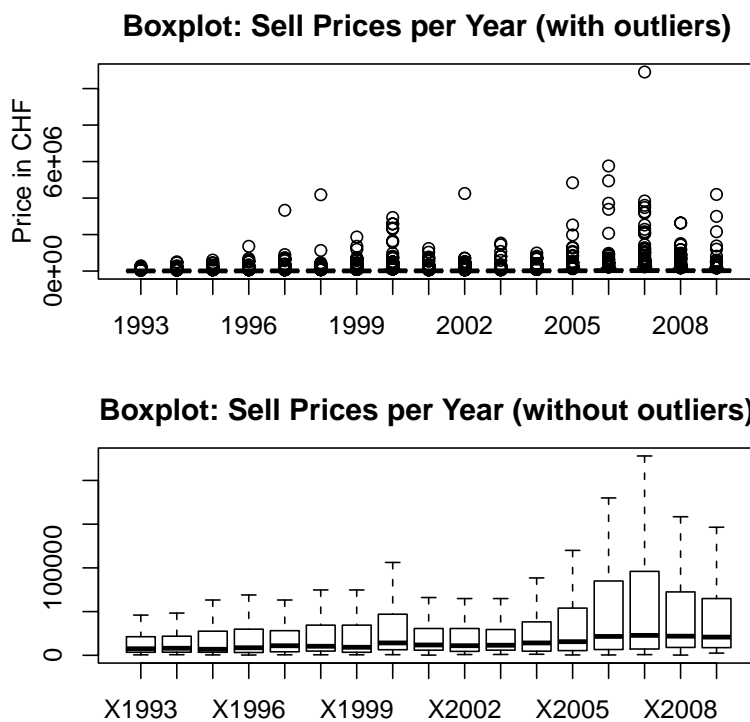 Boxplot: Sell Prices per Year (with outliers)
Price in CHF
6e+06
0e+00
1993 1996 1999 2002 2005 2008
Boxplot: Sell Prices per Year (without outliers)
100000
0
X1993 X1996 X1999 X2002 X2005 X2008